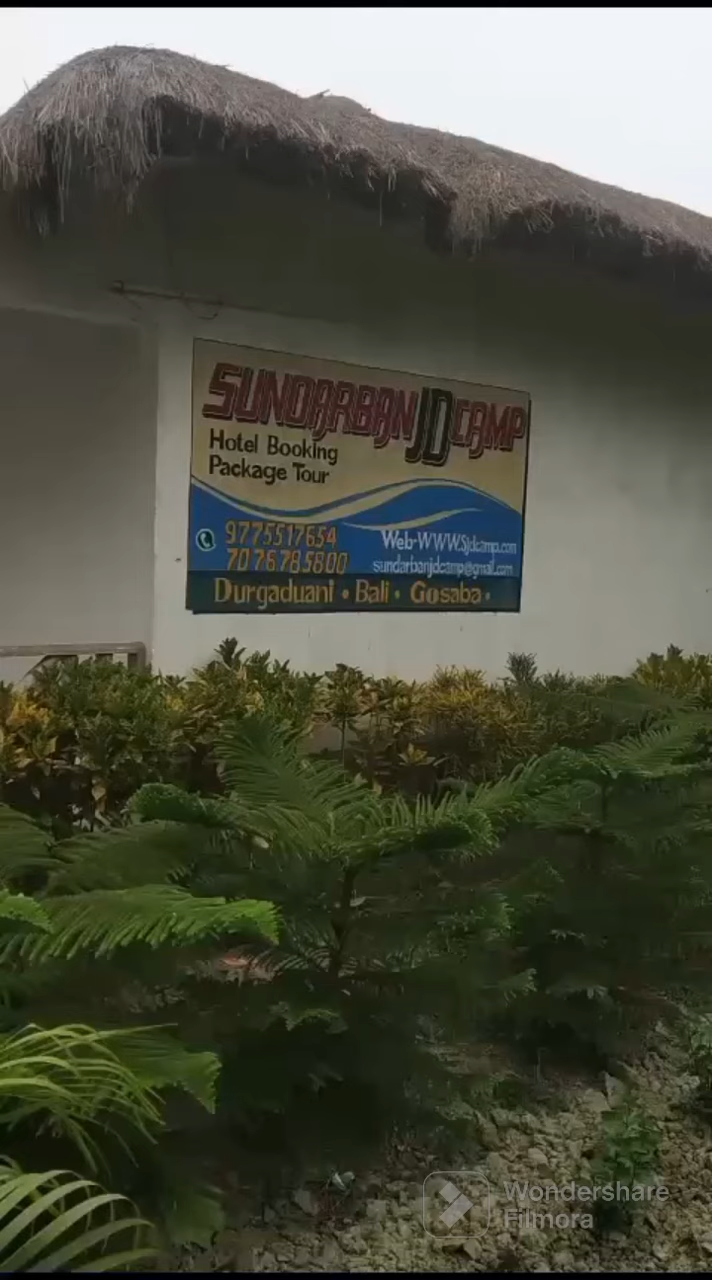 SUNDARBAN JD CAMP
Hotel Booking
Package Tour
9775517654
7076785800
Web-WWW.Sjdcamp.com
sundarbanjdcamp@gmail.com
Durgaduani • Bali • Gosaba •
Wondershare
Filmora